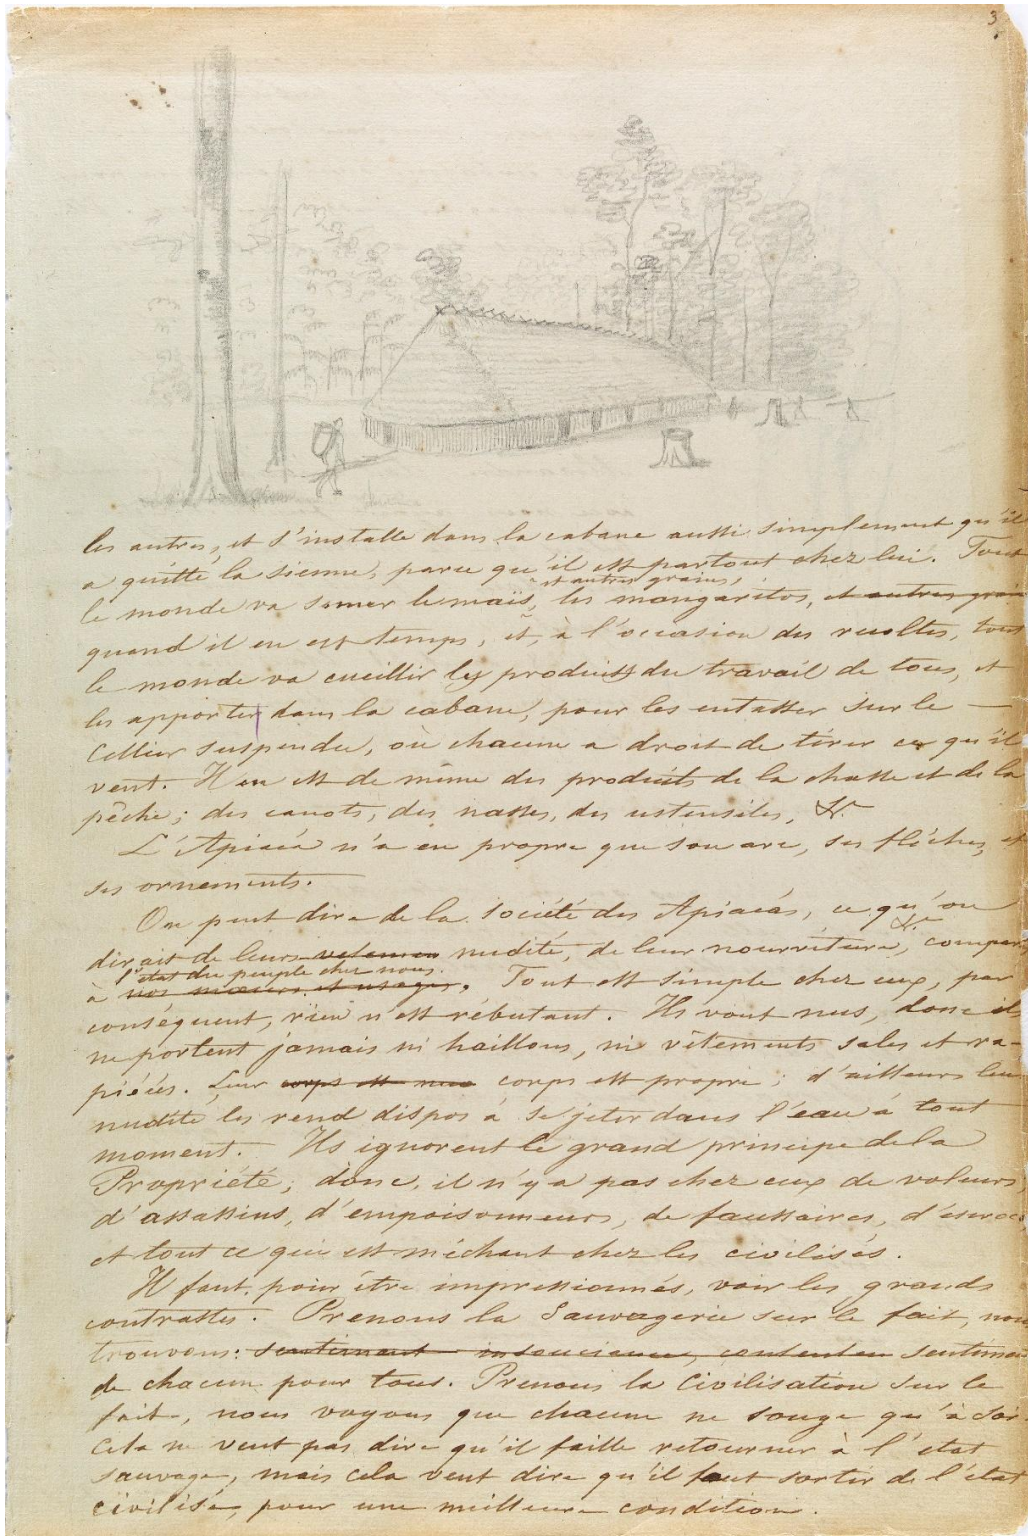 3
les autres, et s'installe dans la cabane aussi simplement qu'il
a quitté la sienne, parce qu'il est partout chez lui. Tout
et autres grains,
le monde va semer le maïs, les mangaritos, et autres grai
quand il en est temps, et, à l'occasion des recoltes, tout
le monde va cueillir les produits du travail de tous, et
les apporter dans la cabane, pour les entasser sur le —
Cellier suspendu, où chacun a droit de tirer ce qu'il
veut. Il en est de même des produits de la chasse et de la
pêche; des canots, des nasses, des ustensiles, &.
L'Apiacá n'a en propre que son arc, ses flêches, et
ses ornements.
On peut dire de la société des Apiacás, ce qu'on
dirait de leurs vetemen nudité, de leur nourriture, &. comparé
l'état du peuple chez nous.
à nos mœurs et usages. Tout est simple chez eux, par
conséquent, rien n'est rébutant. Ils vont nus, donc ils
ne portent jamais ni haillons, ni vêtements sales et ra-
piécés. Leur corps est nus corps est propre; d'ailleurs leur
nudité les rend dispos à se jeter dans l'eau à tout
moment. Ils ignorent le grand principe de la
Propriété; donc, il n'y a pas chez eux de voleurs,
d'assassins, d'empoisonneurs, de faussaires, d'escrocs,
et tout ce qui est méchant chez les civilisés.
Il faut, pour être impressionnés, voir les grands
contrastes. Prenons la Sauvagerie sur le fait, nous
trouvons: sentiment insouciance, contentem sentimen
de chacun pour tous. Prenons la Civilisation sur le
fait, nous voyons que chacun ne songe qu'à soi.
Cela ne veut pas dire qu'il faille retourner à l'état
sauvage, mais cela veut dire qu'il faut sortir de l'état
civilisé, pour une meilleure condition.